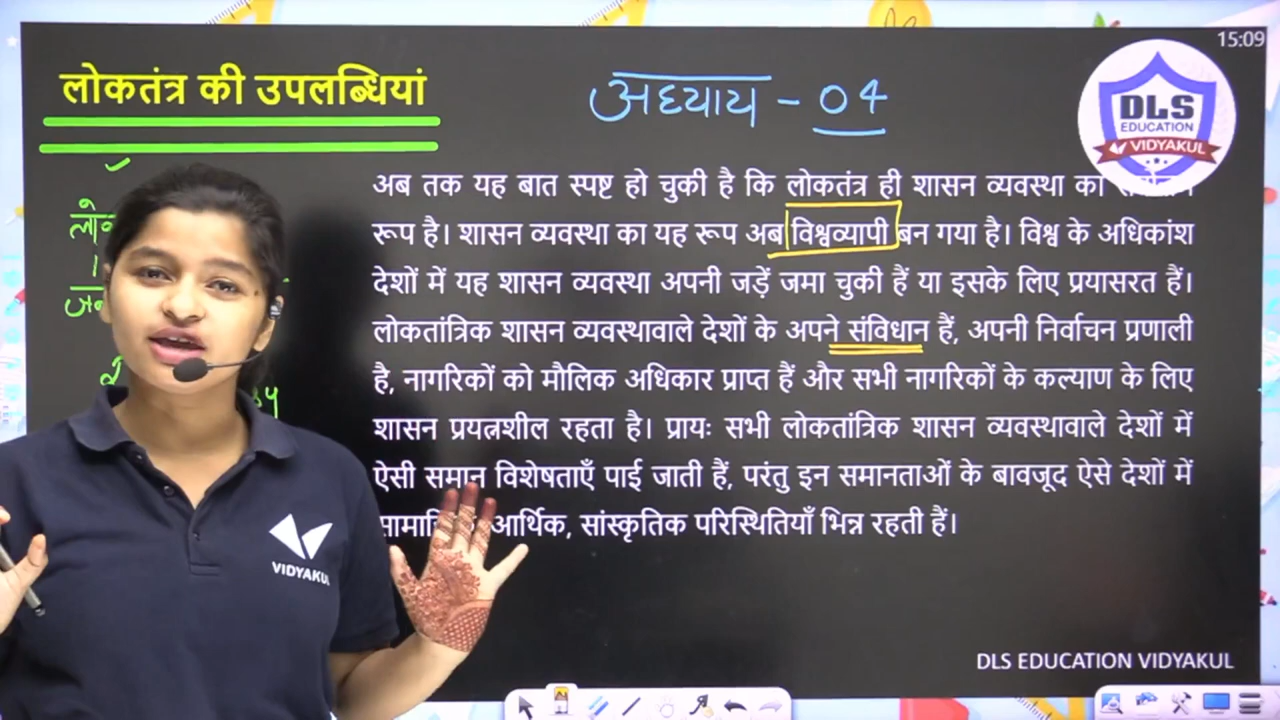 15:09
लोकतंत्र की उपलब्धियां
अध्याय - 04
DLS
EDUCATION
VIDYAKUL
अब तक यह बात स्पष्ट हो चुकी है कि लोकतंत्र ही शासन व्यवस्था का
रूप है। शासन व्यवस्था का यह रूप अब विश्वव्यापी बन गया है। विश्व के अधिकांश
देशों में यह शासन व्यवस्था अपनी जड़ें जमा चुकी हैं या इसके लिए प्रयासरत हैं।
लोकतांत्रिक शासन व्यवस्थावाले देशों के अपने संविधान हैं, अपनी निर्वाचन प्रणाली
है, नागरिकों को मौलिक अधिकार प्राप्त हैं और सभी नागरिकों के कल्याण के लिए
शासन प्रयत्नशील रहता है। प्रायः सभी लोकतांत्रिक शासन व्यवस्थावाले देशों में
ऐसी समान विशेषताएँ पाई जाती हैं, परंतु इन समानताओं के बावजूद ऐसे देशों में
आर्थिक, सांस्कृतिक परिस्थितियाँ भिन्न रहती हैं।
VIDYAKUL
DLS EDUCATION VIDYAKUL